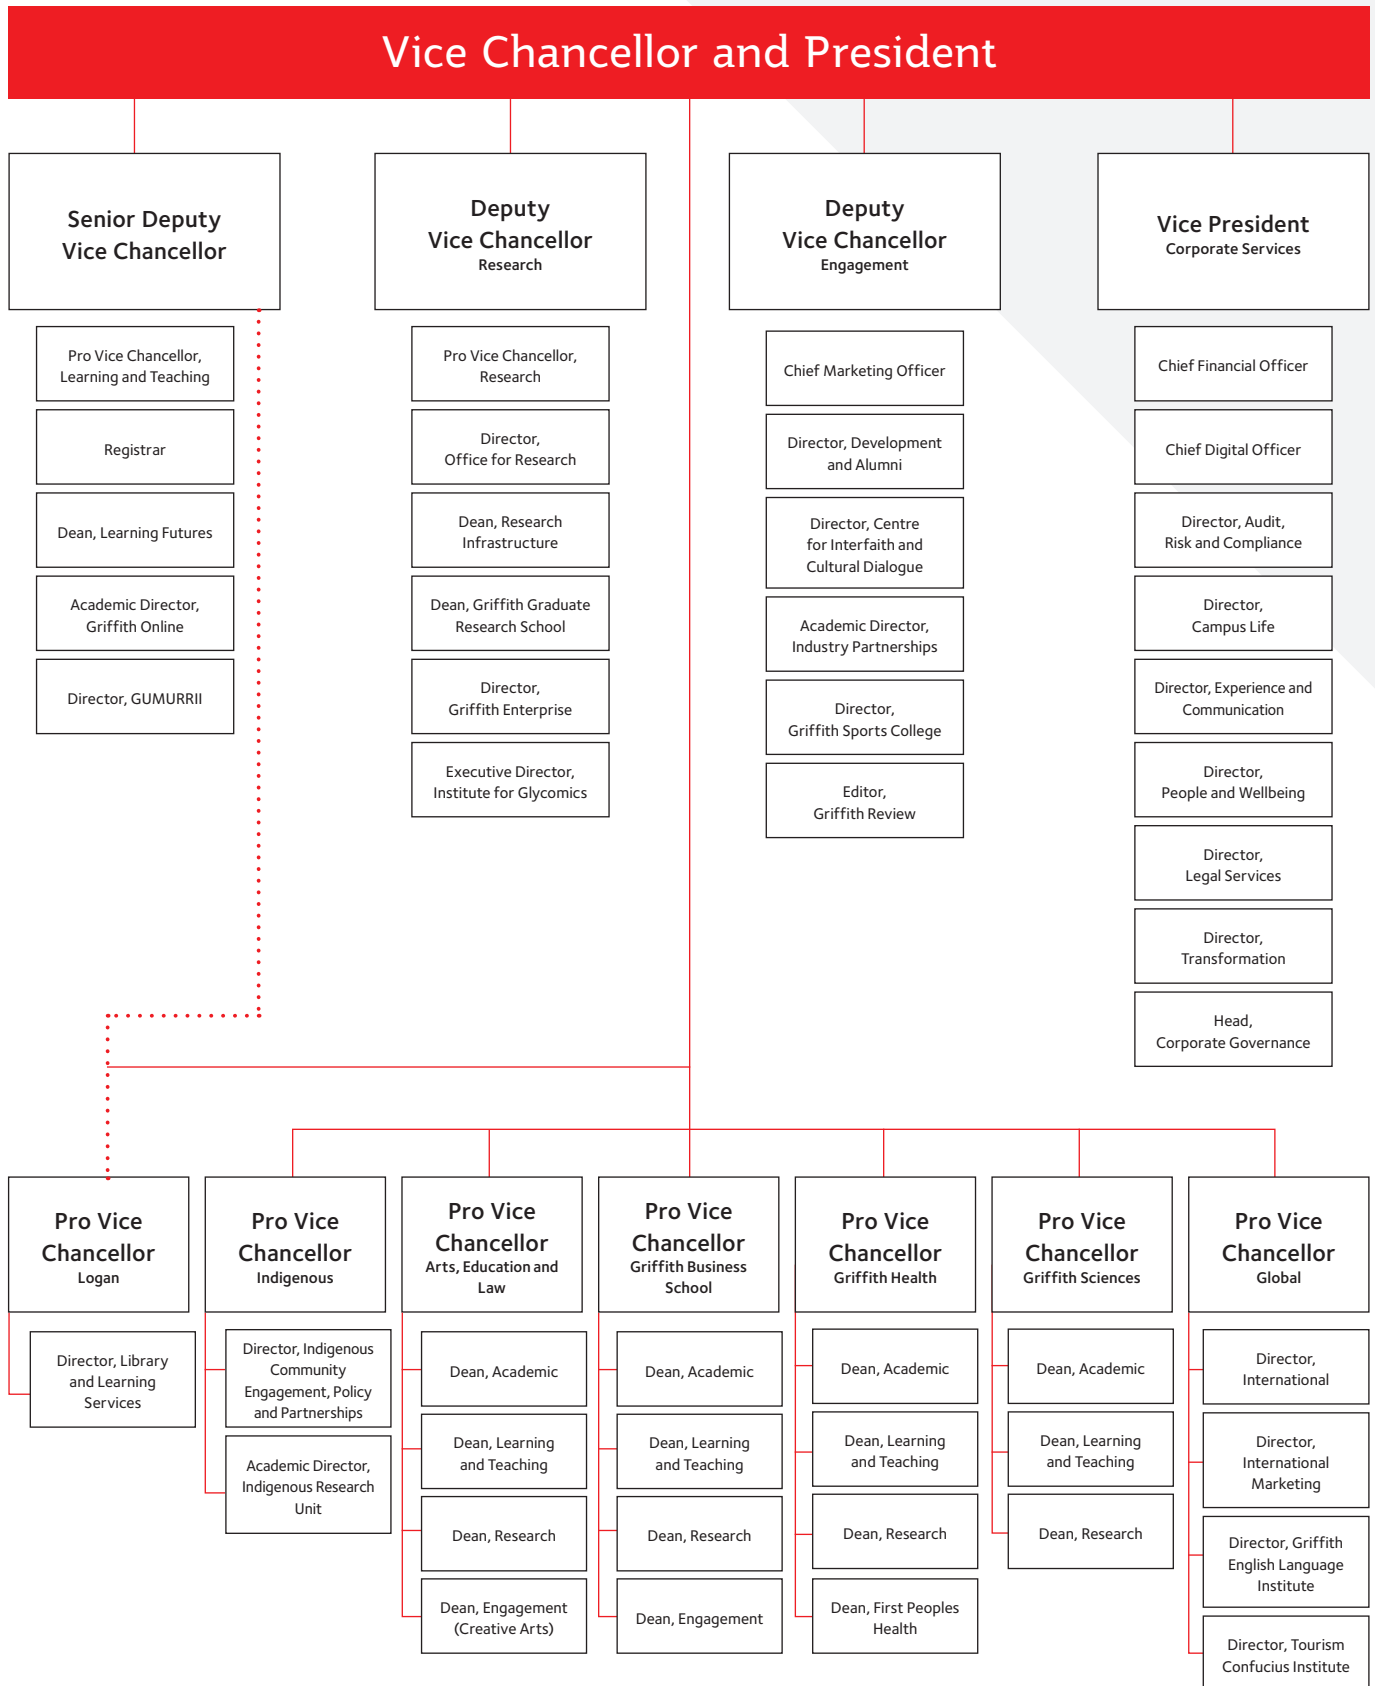 Vice Chancellor and President
Senior Deputy
Vice Chancellor
Pro Vice Chancellor,
Learning and Teaching
Registrar
Dean, Learning Futures
Academic Director,
Griffith Online
Director, GUMURRII
Deputy
Vice Chancellor
Research
Pro Vice Chancellor,
Research
Director,
Office for Research
Dean, Research
Infrastructure
Dean, Griffith Graduate
Research School
Director,
Griffith Enterprise
Executive Director,
Institute for Glycomics
Deputy
Vice Chancellor
Engagement
Chief Marketing Officer
Director, Development
and Alumni
Director, Centre
for Interfaith and
Cultural Dialogue
Academic Director,
Industry Partnerships
Director,
Griffith Sports College
Editor,
Griffith Review
Vice President
Corporate Services
Chief Financial Officer
Chief Digital Officer
Director, Audit,
Risk and Compliance
Director,
Campus Life
Director, Experience and
Communication
Director,
People and Wellbeing
Director,
Legal Services
Director,
Transformation
Head,
Corporate Governance
Pro Vice
Chancellor
Logan
Director, Library
and Learning
Services
Pro Vice
Chancellor
Indigenous
Director, Indigenous
Community
Engagement, Policy
and Partnerships
Academic Director,
Indigenous Research
Unit
Pro Vice
Chancellor
Arts, Education and
Law
Dean, Academic
Dean, Learning
and Teaching
Dean, Research
Dean, Engagement
(Creative Arts)
Pro Vice
Chancellor
Griffith Business
School
Dean, Academic
Dean, Learning
and Teaching
Dean, Research
Dean, Engagement
Pro Vice
Chancellor
Griffith Health
Dean, Academic
Dean, Learning
and Teaching
Dean, Research
Dean, First Peoples
Health
Pro Vice
Chancellor
Griffith Sciences
Dean, Academic
Dean, Learning
and Teaching
Dean, Research
Pro Vice
Chancellor
Global
Director,
International
Director,
International
Marketing
Director, Griffith
English Language
Institute
Director, Tourism
Confucius Institute